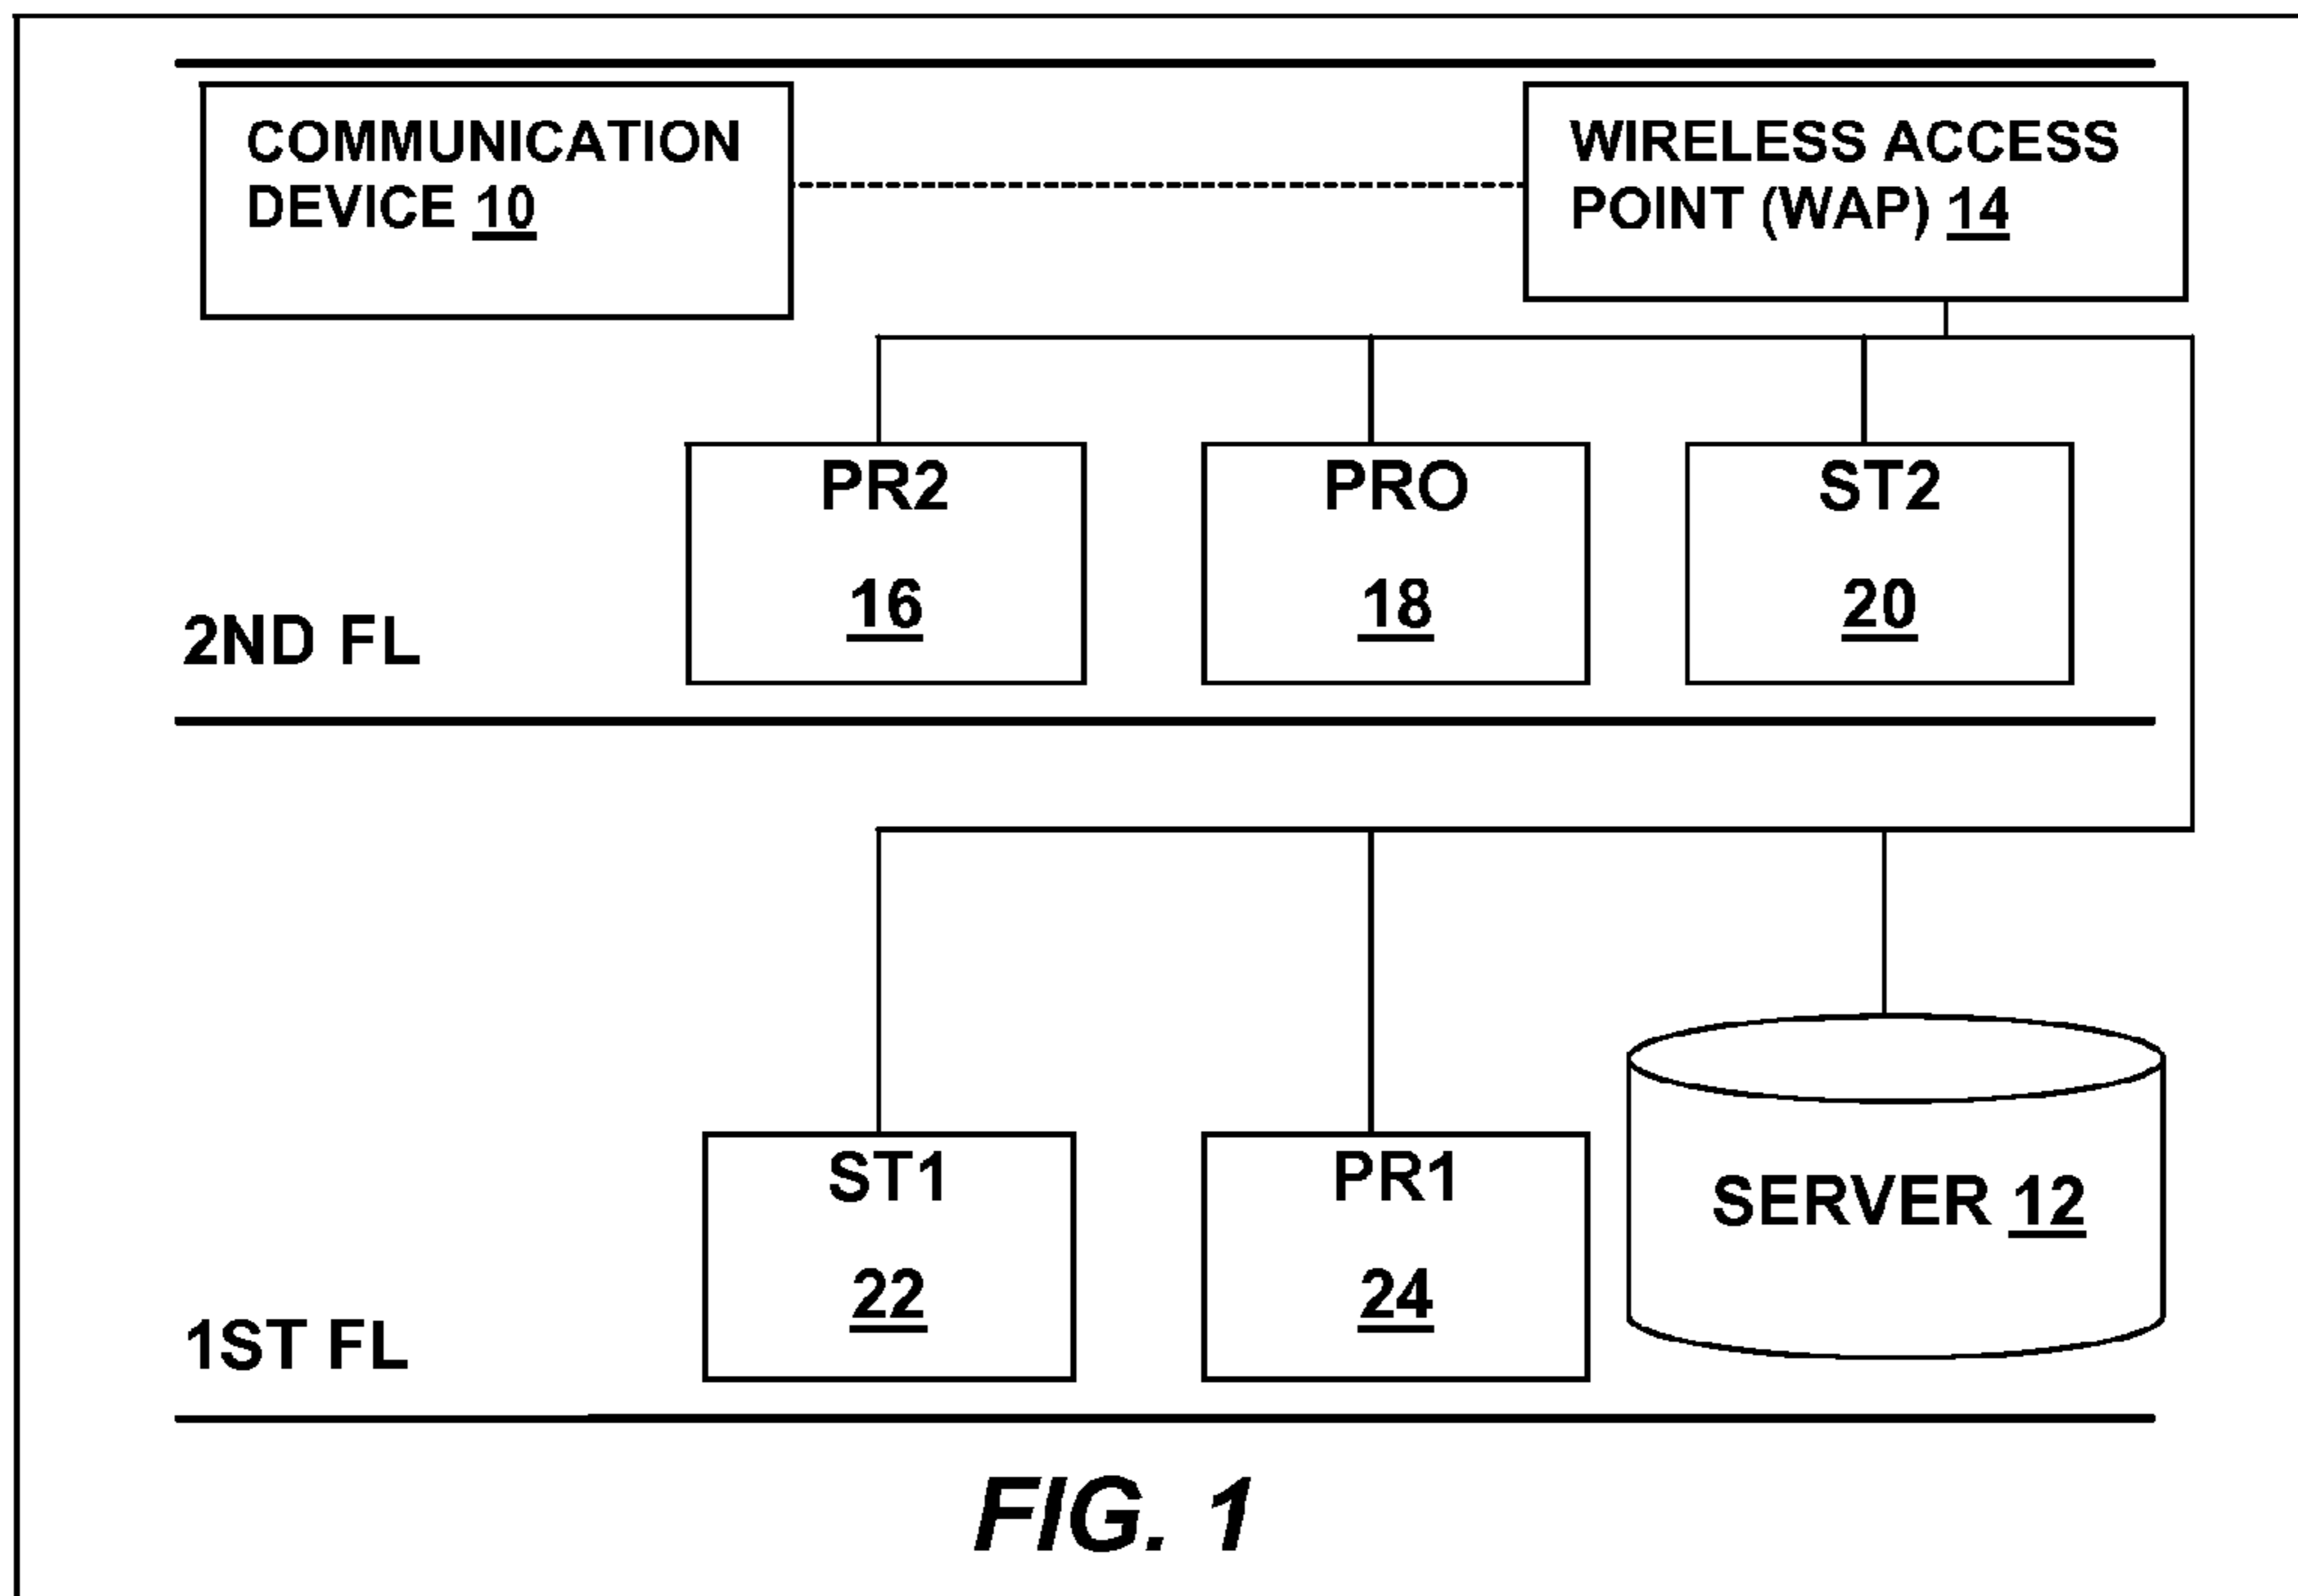 COMMUNICATION
DEVICE 10
WIRELESS ACCESS
POINT (WAP) 14
PR2
16
PRO
18
ST2
20
2ND FL
ST1
22
PR1
24
SERVER 12
1ST FL
FIG. 1